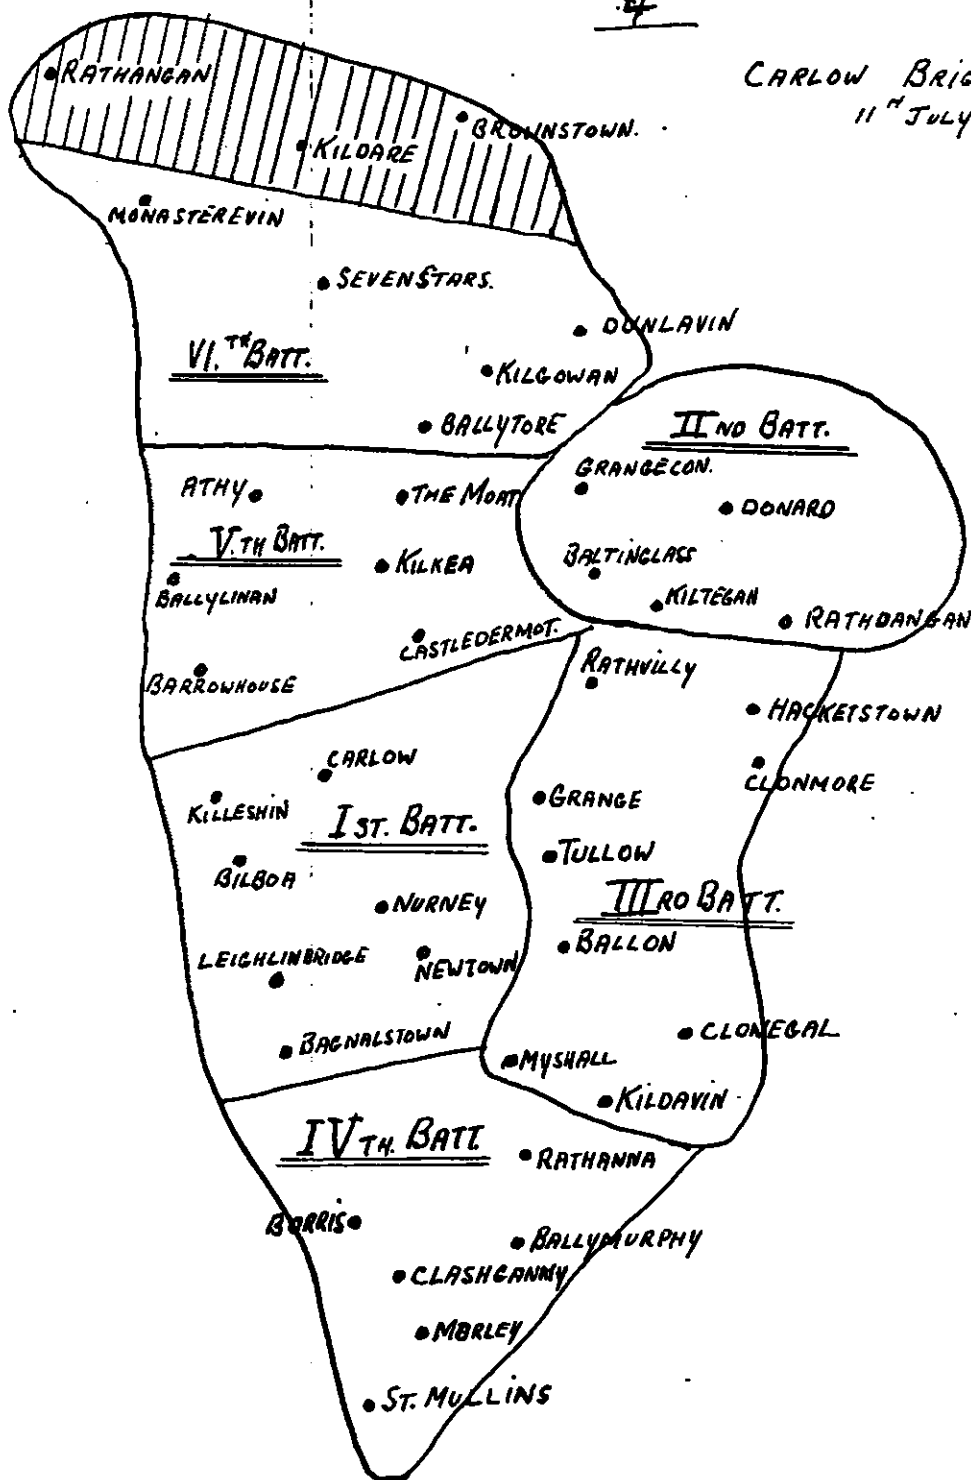 4
CARLOW BRIG
11TH JULY
RATHANGAN
BROWNSTOWN.
KILDARE
MONASTEREVIN
SEVENSTARS.
DUNLAVIN
VI.TH BATT.
KILGOWAN
BALLYTORE
IIND BATT.
GRANGECON.
ATHY
THE MOAT
DONARD
V.TH BATT.
KILKEA
BALTINGLASS
BALLYLINAN
KILTEGAN
RATHDANGAN
CASTLEDERMOT.
RATHVILLY
BARROWHOUSE
HACKETSTOWN
CARLOW
CLONMORE
KILLESHIN
GRANGE
IST. BATT.
TULLOW
BILBOA
NURNEY
IIIRD BATT.
BALLON
LEIGHLINBRIDGE
NEWTOWN
CLONEGAL
BAGNALSTOWN
MYSHALL
KILDAVIN
IVTH. BATT.
RATHANNA
BORRIS
BALLYMURPHY
CLASHGANNY
MARLEY
ST. MULLINS